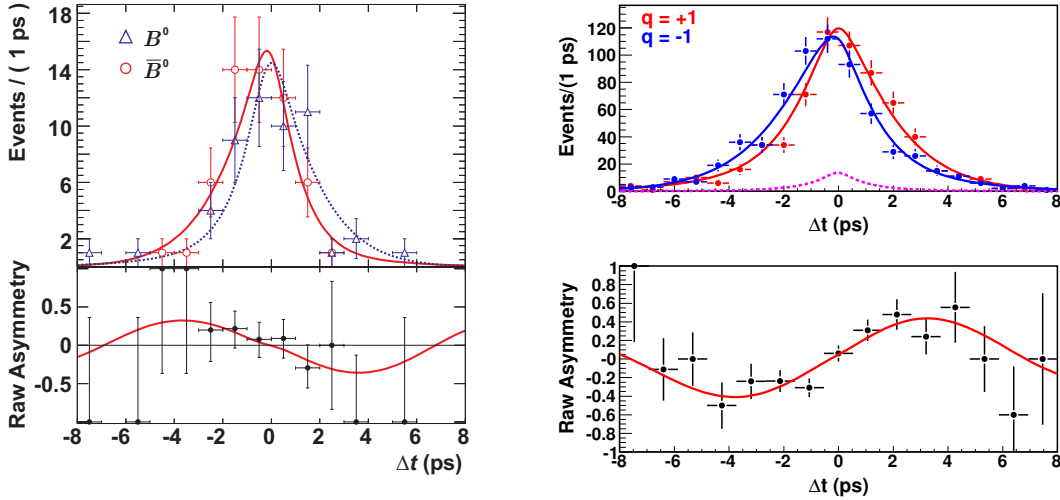 Events / ( 1 ps)
18
14
10
6
2
B⁰
B̄⁰
Raw Asymmetry
0.5
0
-0.5
-8 -6 -4 -2 0 2 4 6 8
Δt (ps)
Events/(1 ps)
120
100
80
60
40
20
0
q = +1
q = -1
-8 -6 -4 -2 0 2 4 6 8
Δt (ps)
Raw Asymmetry
1
0.8
0.6
0.4
0.2
-0
-0.2
-0.4
-0.6
-0.8
-1
-8 -6 -4 -2 0 2 4 6 8
Δt (ps)